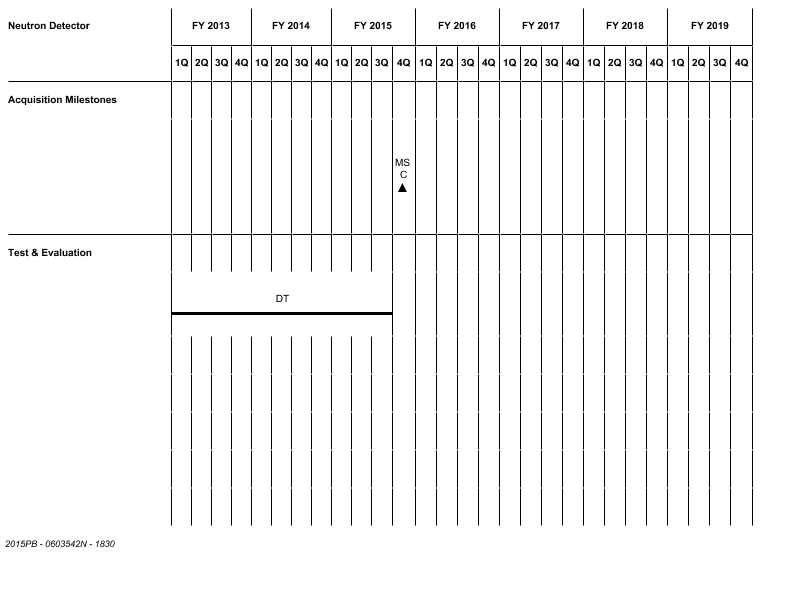 Neutron Detector FY 2013 FY 2014 FY 2015 FY 2016 FY 2017 FY 2018 FY 2019
1Q 2Q 3Q 4Q 1Q 2Q 3Q 4Q 1Q 2Q 3Q 4Q 1Q 2Q 3Q 4Q 1Q 2Q 3Q 4Q 1Q 2Q 3Q 4Q 1Q 2Q 3Q 4Q
Acquisition Milestones
MS
C
Test & Evaluation
DT
2015PB - 0603542N - 1830